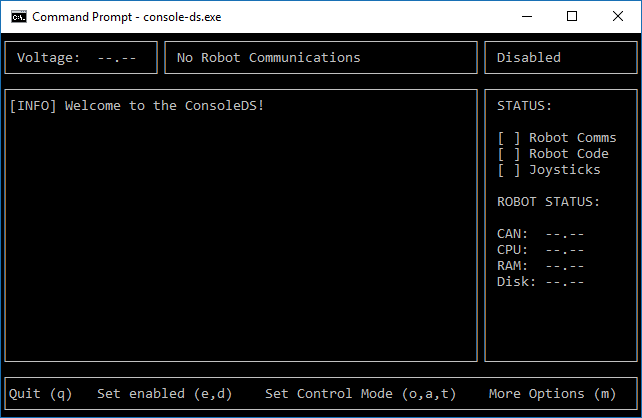 Command Prompt - console-ds.exe
Voltage: --.-- No Robot Communications Disabled
[INFO] Welcome to the ConsoleDS!
STATUS:
[ ] Robot Comms
[ ] Robot Code
[ ] Joysticks
ROBOT STATUS:
CAN: --.--
CPU: --.--
RAM: --.--
Disk: --.--
Quit (q) Set enabled (e,d) Set Control Mode (o,a,t) More Options (m)